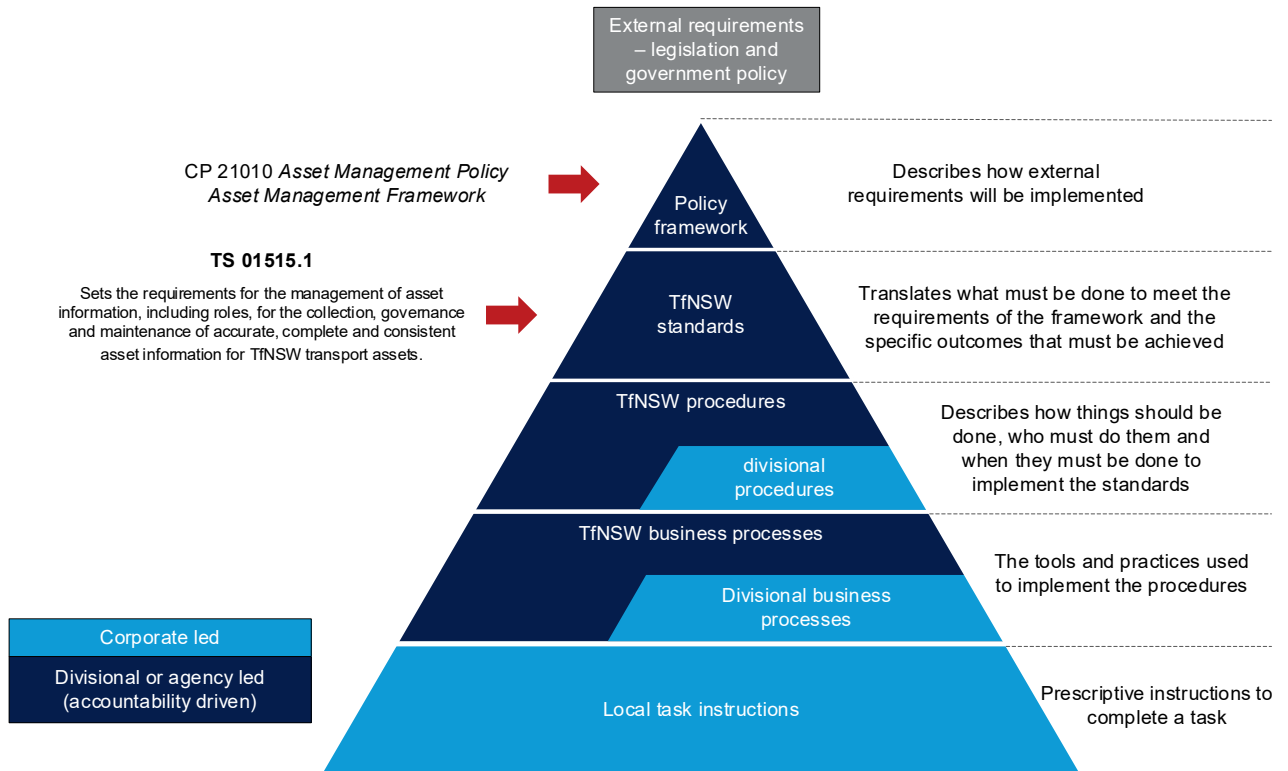 External requirements
– legislation and
government policy
CP 21010 Asset Management Policy
Asset Management Framework
Policy
framework
Describes how external
requirements will be implemented
TS 01515.1
Sets the requirements for the management of asset
information, including roles, for the collection, governance
and maintenance of accurate, complete and consistent
asset information for TfNSW transport assets.
TfNSW
standards
Translates what must be done to meet the
requirements of the framework and the
specific outcomes that must be achieved
TfNSW procedures
divisional
procedures
Describes how things should be
done, who must do them and
when they must be done to
implement the standards
TfNSW business processes
Divisional business
processes
The tools and practices used
to implement the procedures
Corporate led
Divisional or agency led
(accountability driven)
Local task instructions
Prescriptive instructions to
complete a task